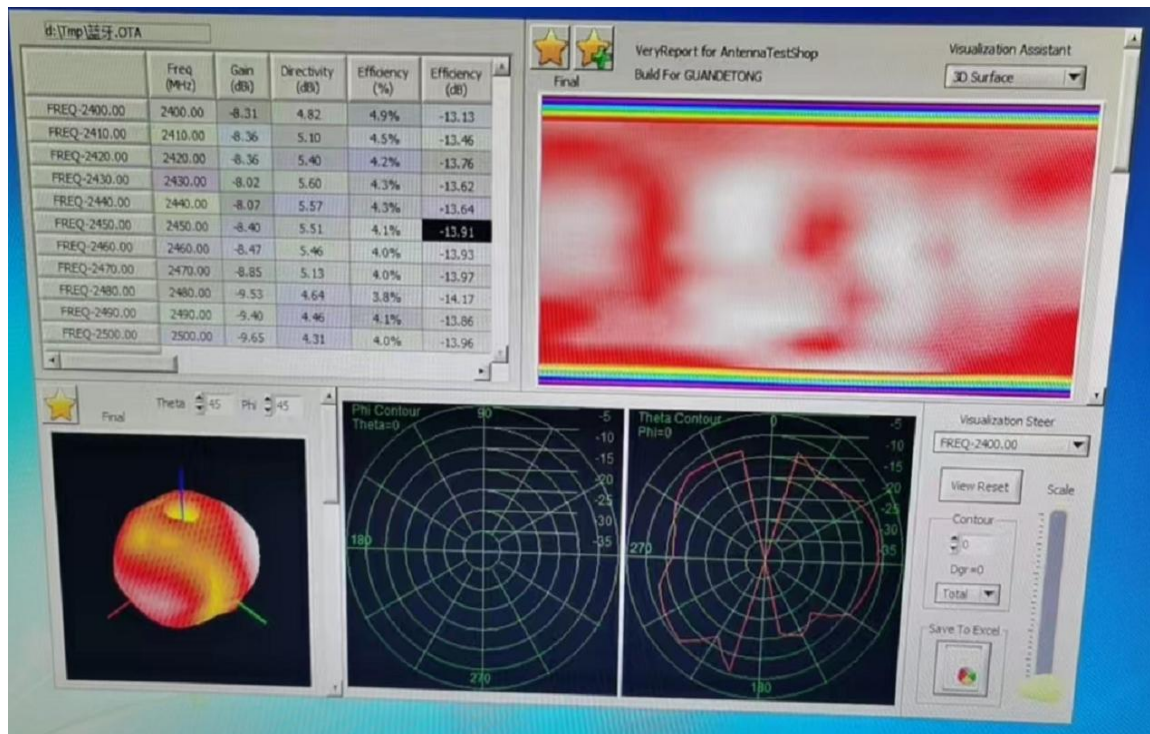 d:\Tmp\蓝牙.OTA
Freq (MHz) Gain (dBi) Directivity (dBi) Efficiency (%) Efficiency (dB)
FREQ-2400.00 2400.00 -8.31 4.82 4.9% -13.13
FREQ-2410.00 2410.00 -8.36 5.10 4.5% -13.46
FREQ-2420.00 2420.00 -8.36 5.40 4.2% -13.76
FREQ-2430.00 2430.00 -8.02 5.60 4.3% -13.62
FREQ-2440.00 2440.00 -8.07 5.57 4.3% -13.64
FREQ-2450.00 2450.00 -8.40 5.51 4.1% -13.91
FREQ-2460.00 2460.00 -8.47 5.46 4.0% -13.93
FREQ-2470.00 2470.00 -8.85 5.13 4.0% -13.97
FREQ-2480.00 2480.00 -9.53 4.64 3.8% -14.17
FREQ-2490.00 2490.00 -9.40 4.46 4.1% -13.86
FREQ-2500.00 2500.00 -9.65 4.31 4.0% -13.96
Final
VeryReport for AntennaTestShop
Build For GUANDETONG
Visualization Assistant
3D Surface
Final
Theta 45 Phi 45
Phi Contour
Theta=0
90
-5
-10
-15
-20
-25
-30
-35
180
270
Theta Contour
Phi=0
0
-5
-10
-15
-20
-25
-30
-35
270
180
Visualization Steer
FREQ-2400.00
View Reset
Scale
Contour
0
Dgr=0
Total
Save To Excel